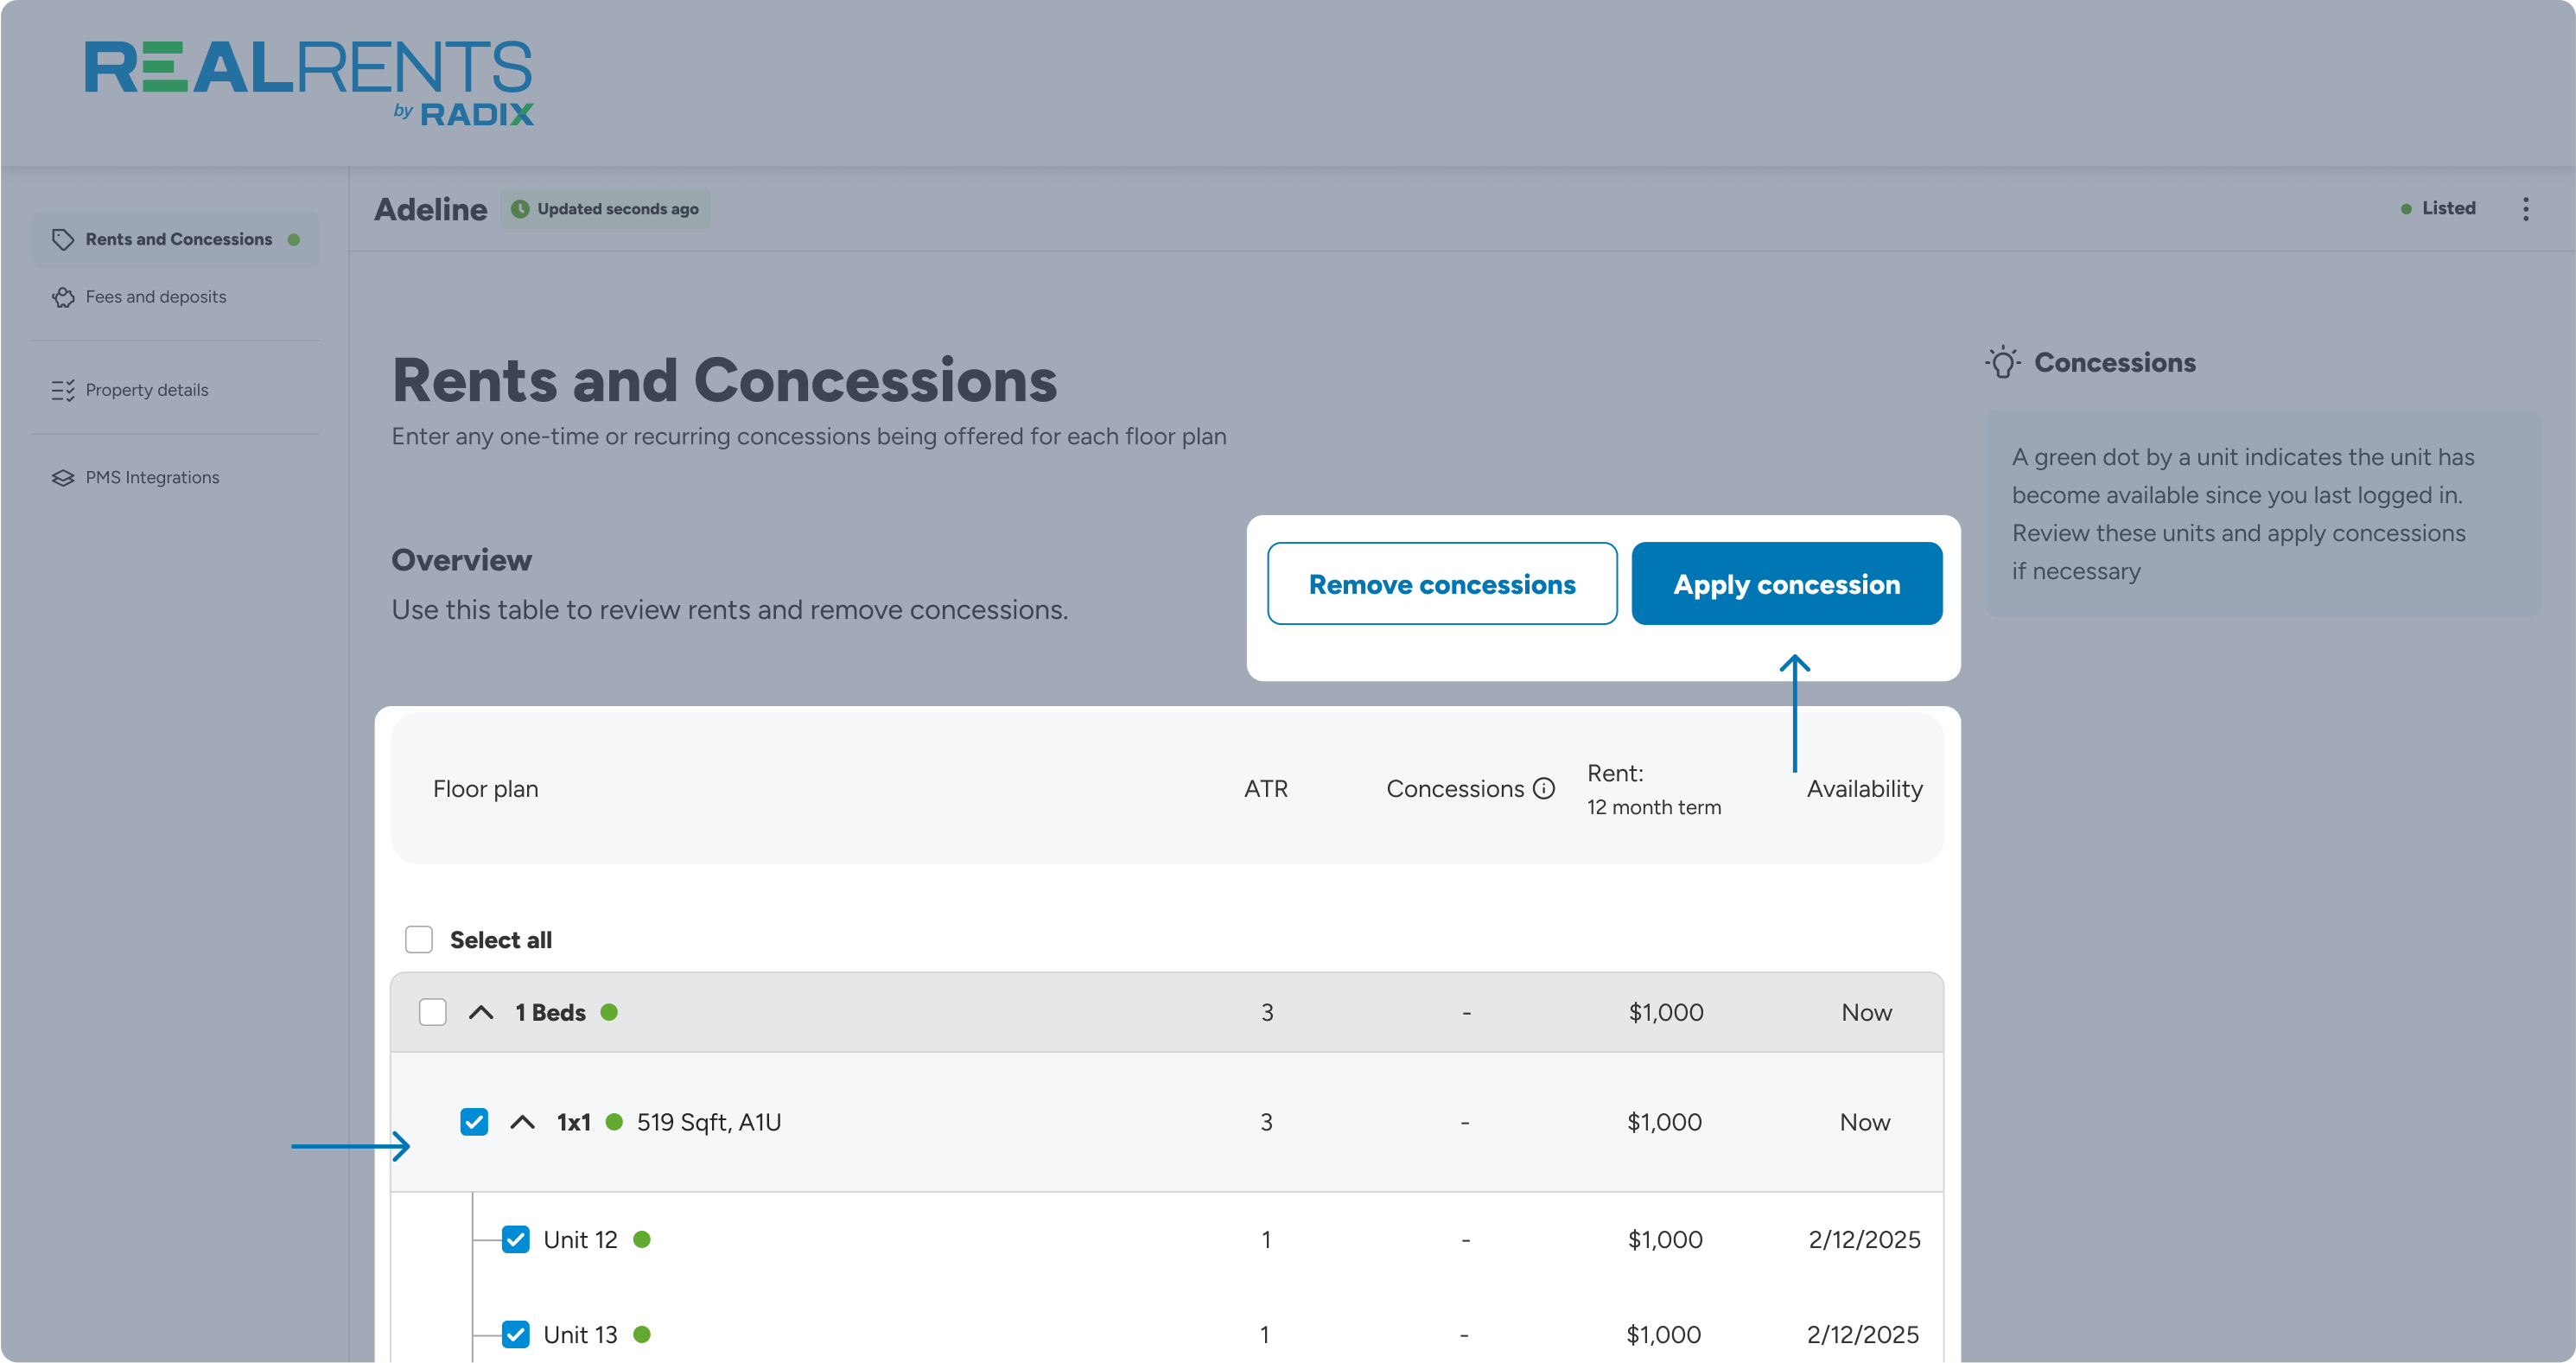 REALRENTS
by RADIX
Adeline
Updated seconds ago
Listed
Rents and Concessions
Fees and deposits
Property details
PMS Integrations
Rents and Concessions
Enter any one-time or recurring concessions being offered for each floor plan
Concessions
A green dot by a unit indicates the unit has
become available since you last logged in.
Review these units and apply concessions
if necessary
Overview
Use this table to review rents and remove concessions.
Remove concessions
Apply concession
Floor plan ATR Concessions Rent: Availability
12 month term
Select all
1 Beds 3 - $1,000 Now
1x1 519 Sqft, A1U 3 - $1,000 Now
Unit 12 1 - $1,000 2/12/2025
Unit 13 1 - $1,000 2/12/2025